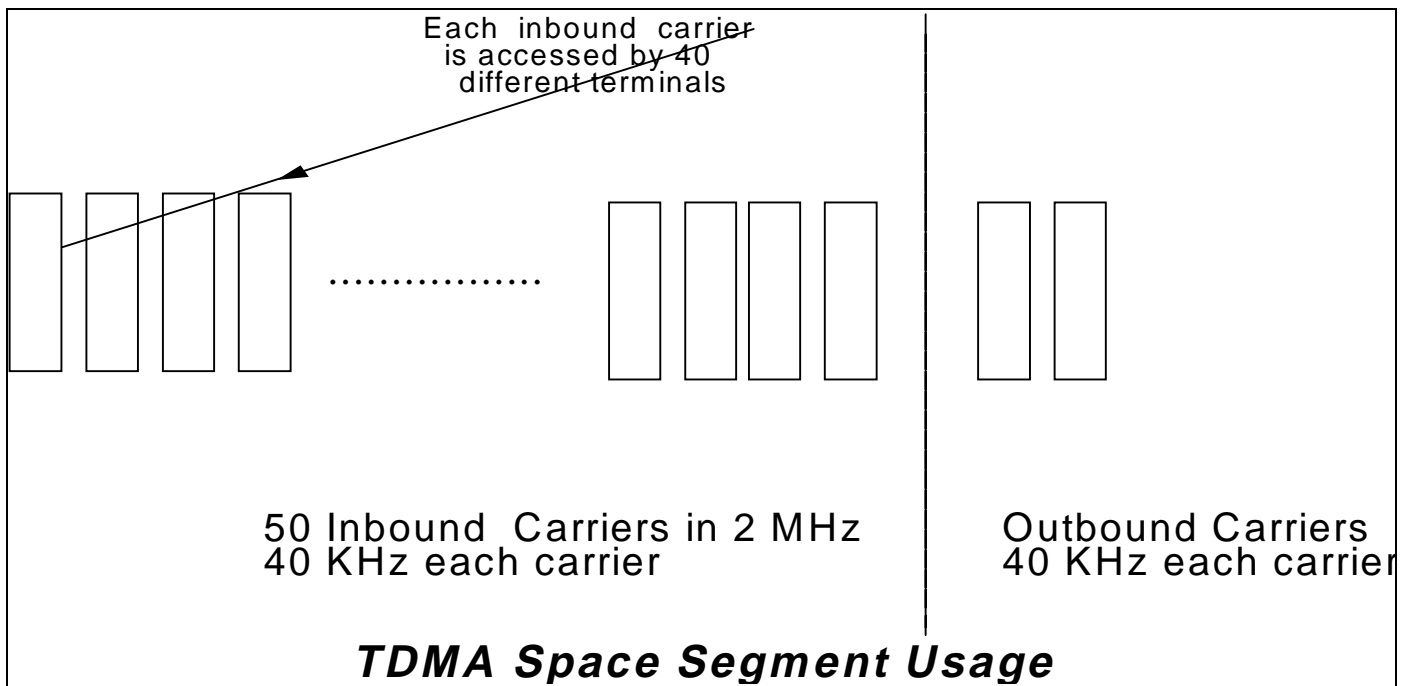 Each inbound carrier
is accessed by 40
different terminals
.................
50 Inbound Carriers in 2 MHz
40 KHz each carrier
Outbound Carriers
40 KHz each carrier
TDMA Space Segment Usage